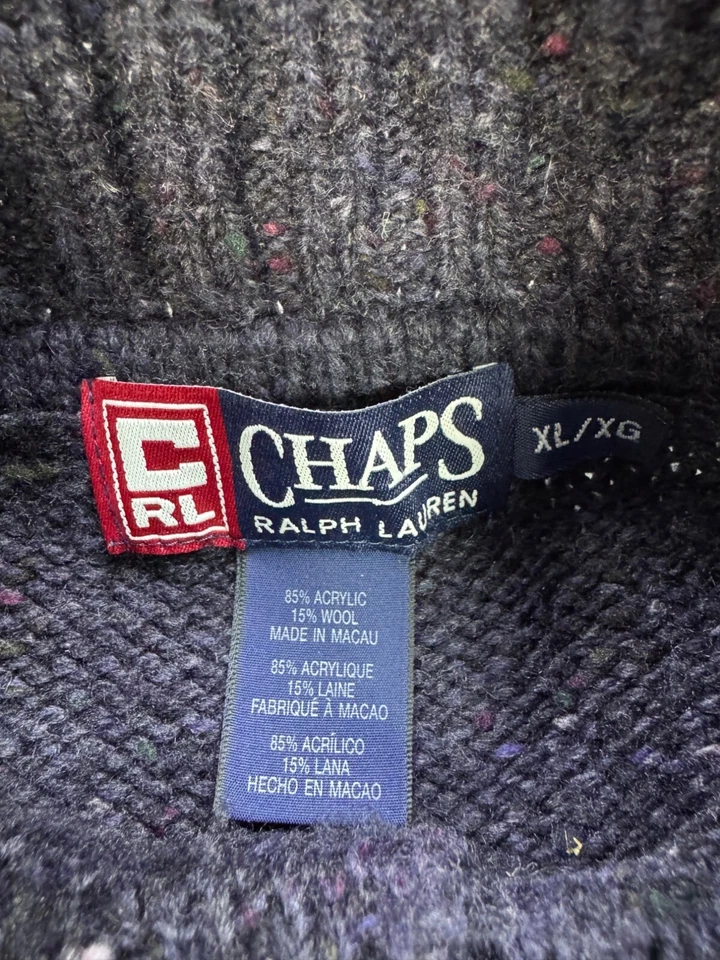 C
RL
CHAPS
RALPH LAUREN
XL/XG
85% ACRYLIC
15% WOOL
MADE IN MACAU
85% ACRYLIQUE
15% LAINE
FABRIQUÉ À MACAO
85% ACRÍLICO
15% LANA
HECHO EN MACAO